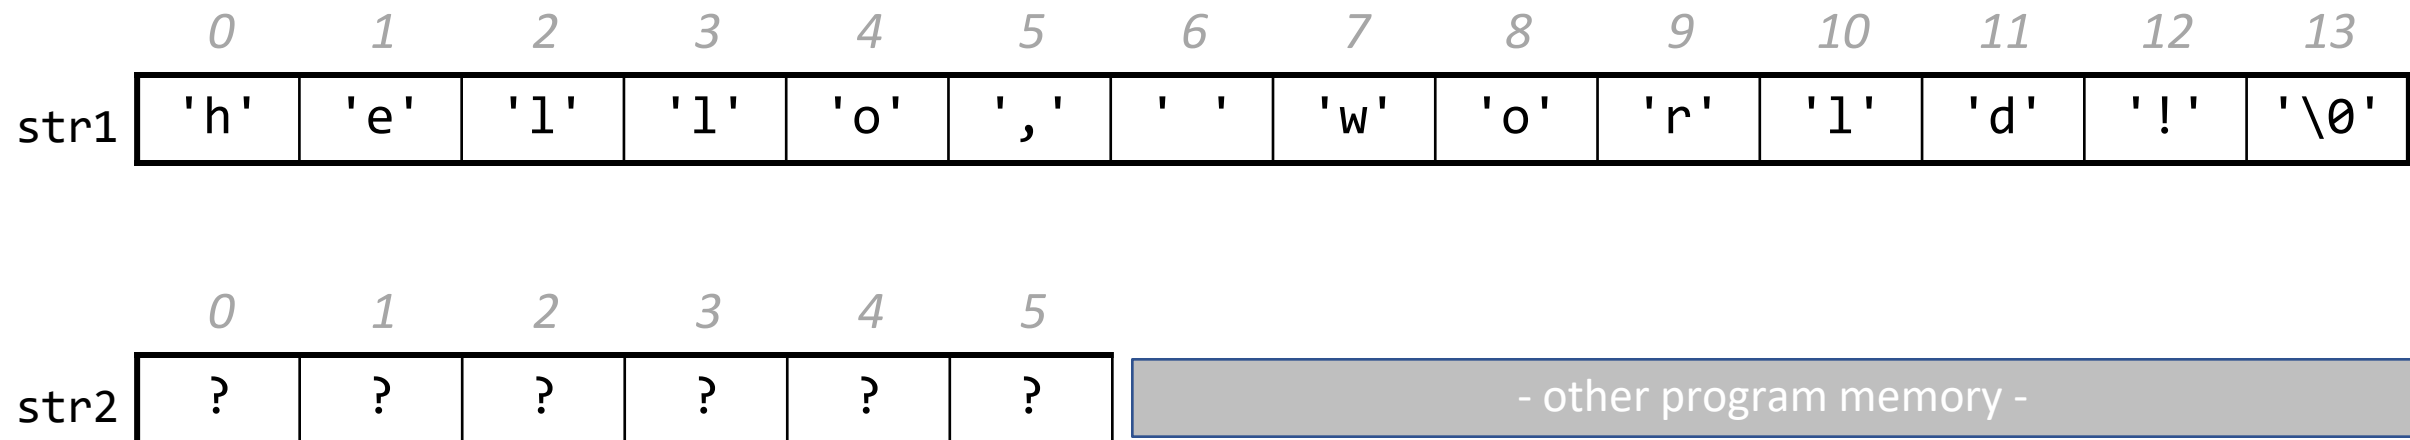 0 1 2 3 4 5 6 7 8 9 10 11 12 13
str1 'h' 'e' 'l' 'l' 'o' ',' ' ' 'w' 'o' 'r' 'l' 'd' '!' '\0'
0 1 2 3 4 5
str2 ? ? ? ? ? ? - other program memory -